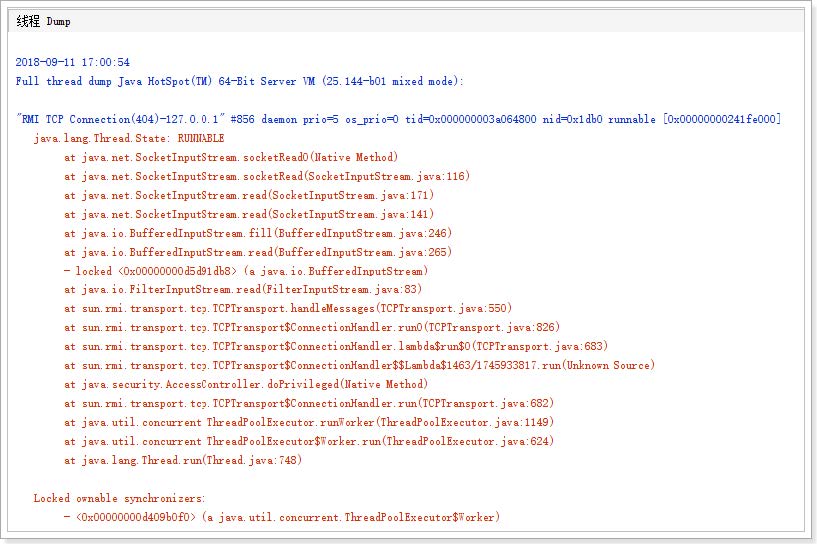 线程 Dump
2018-09-11 17:00:54
Full thread dump Java HotSpot(TM) 64-Bit Server VM (25.144-b01 mixed mode):
"RMI TCP Connection(404)-127.0.0.1" #856 daemon prio=5 os_prio=0 tid=0x000000003a064800 nid=0x1db0 runnable [0x00000000241fe000]
java.lang.Thread.State: RUNNABLE
at java.net.SocketInputStream.socketRead0(Native Method)
at java.net.SocketInputStream.socketRead(SocketInputStream.java:116)
at java.net.SocketInputStream.read(SocketInputStream.java:171)
at java.net.SocketInputStream.read(SocketInputStream.java:141)
at java.io.BufferedInputStream.fill(BufferedInputStream.java:246)
at java.io.BufferedInputStream.read(BufferedInputStream.java:265)
- locked <0x00000000d5d91db8> (a java.io.BufferedInputStream)
at java.io.FilterInputStream.read(FilterInputStream.java:83)
at sun.rmi.transport.tcp.TCPTransport.handleMessages(TCPTransport.java:550)
at sun.rmi.transport.tcp.TCPTransport$ConnectionHandler.run0(TCPTransport.java:826)
at sun.rmi.transport.tcp.TCPTransport$ConnectionHandler.lambda$run$0(TCPTransport.java:683)
at sun.rmi.transport.tcp.TCPTransport$ConnectionHandler$$Lambda$1463/1745933817.run(Unknown Source)
at java.security.AccessController.doPrivileged(Native Method)
at sun.rmi.transport.tcp.TCPTransport$ConnectionHandler.run(TCPTransport.java:682)
at java.util.concurrent ThreadPoolExecutor.runWorker(ThreadPoolExecutor.java:1149)
at java.util.concurrent ThreadPoolExecutor$Worker.run(ThreadPoolExecutor.java:624)
at java.lang.Thread.run(Thread.java:748)
Locked ownable synchronizers:
- <0x00000000d409b0f0> (a java.util.concurrent.ThreadPoolExecutor$Worker)